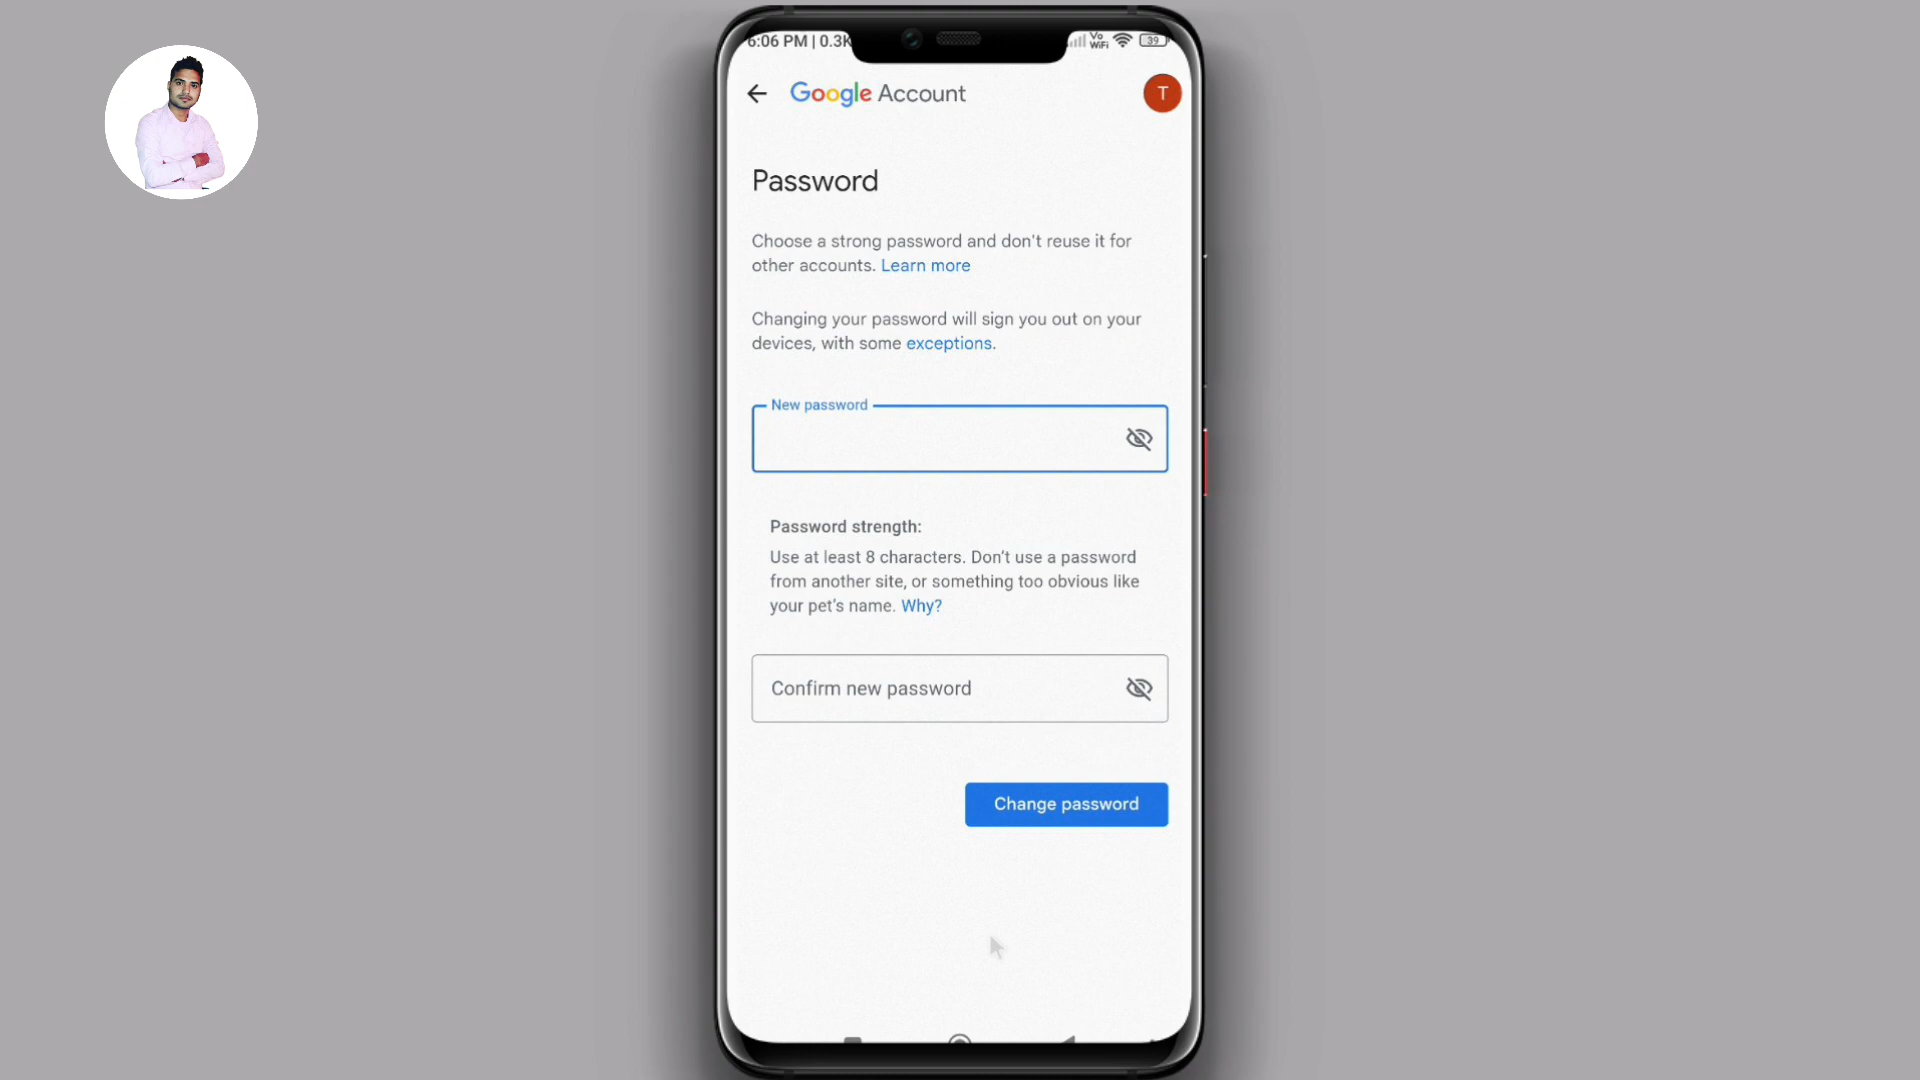 6:06 PM | 0.3K
Vo
WiFi
39
Google Account
T
Password
Choose a strong password and don't reuse it for
other accounts. Learn more
Changing your password will sign you out on your
devices, with some exceptions.
New password
Password strength:
Use at least 8 characters. Don't use a password
from another site, or something too obvious like
your pet's name. Why?
Confirm new password
Change password